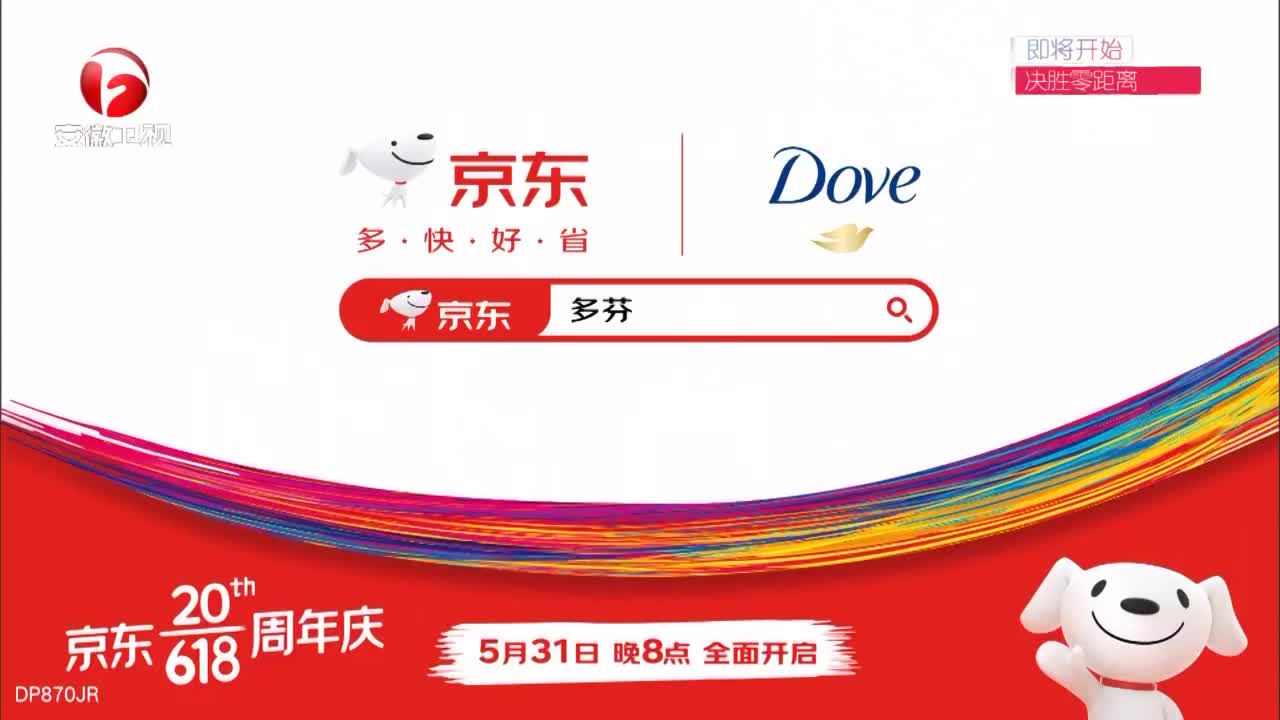 安徽卫视
即将开始
决胜零距离
京东
多·快·好·省
Dove
京东
多芬
京东 20th 618 周年庆
5月31日 晚8点 全面开启
DP870JR